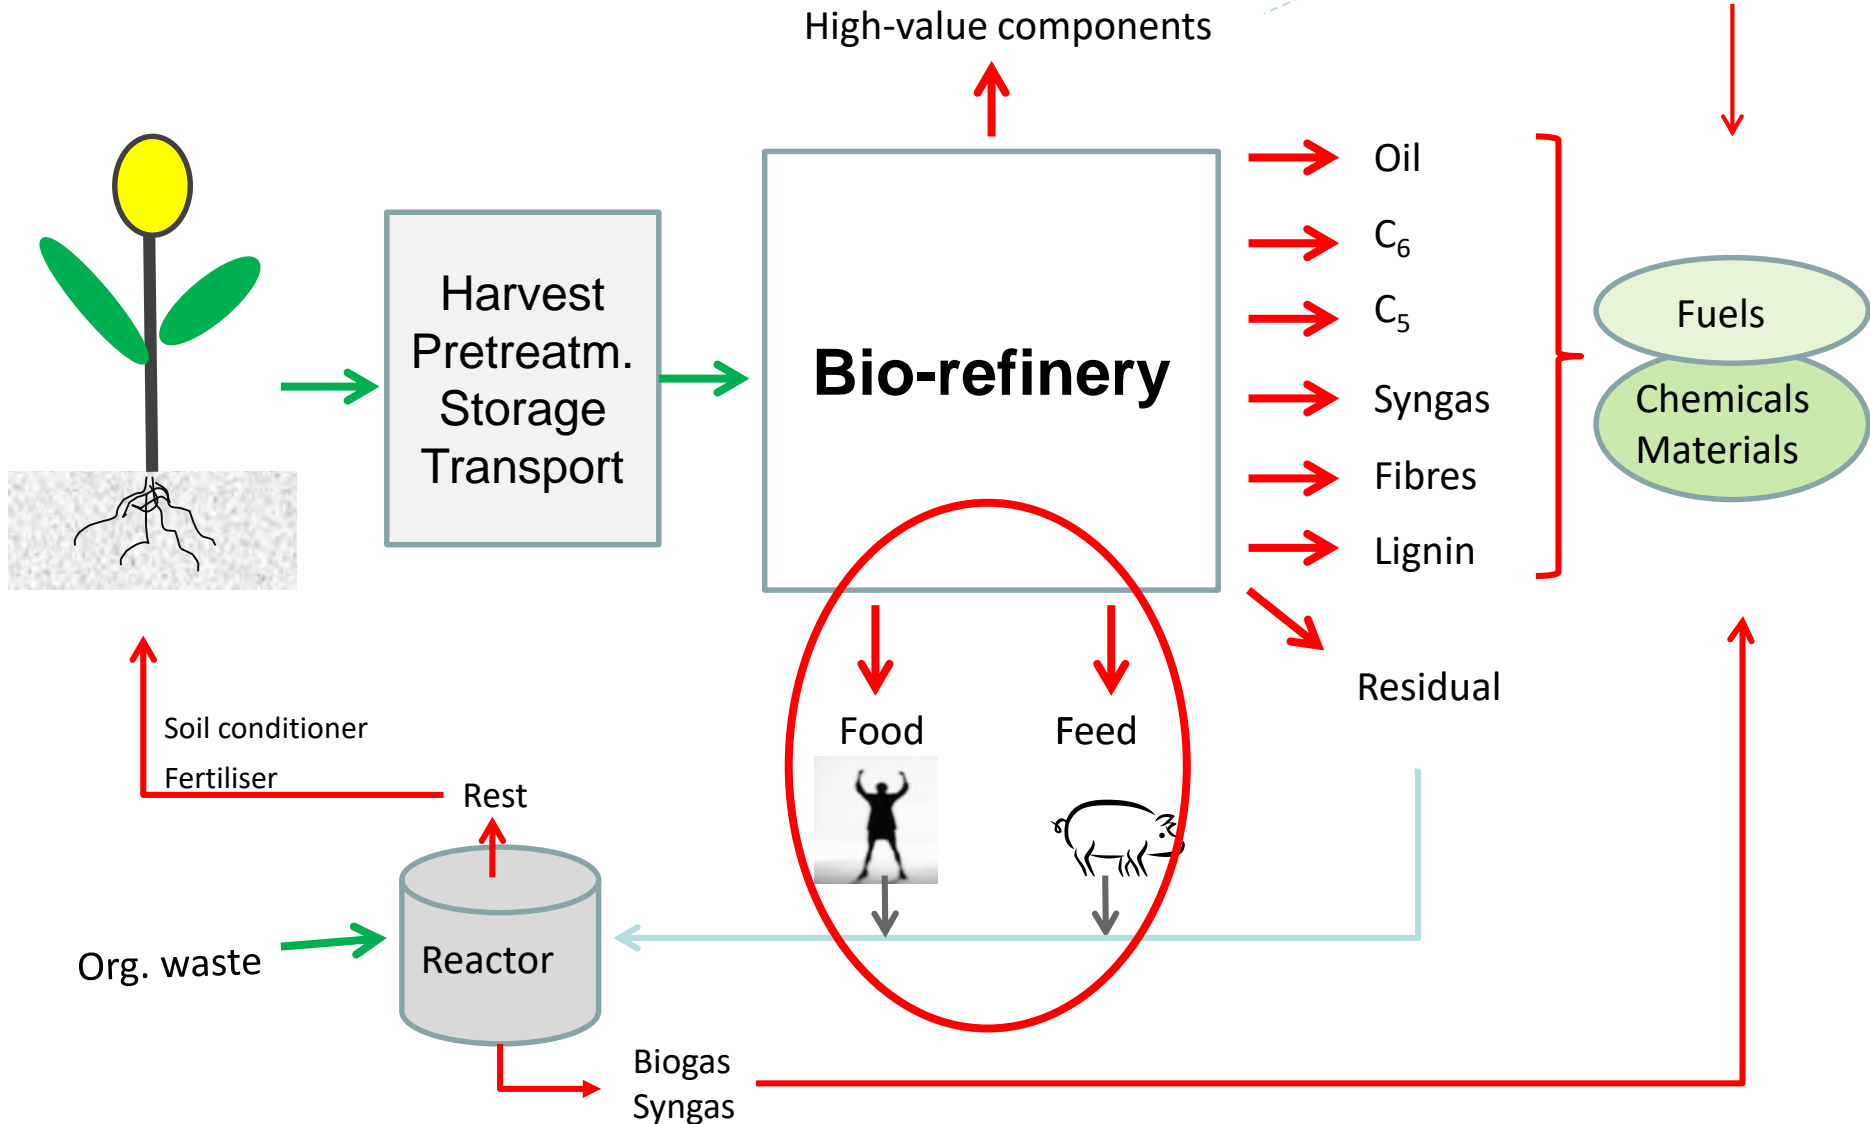 High-value components
Oil
C₆
C₅
Syngas
Fibres
Lignin
Harvest
Pretreatm.
Storage
Transport
Bio-refinery
Fuels
Chemicals
Materials
Residual
Food
Feed
Soil conditioner
Fertiliser
Rest
Org. waste
Reactor
Biogas
Syngas